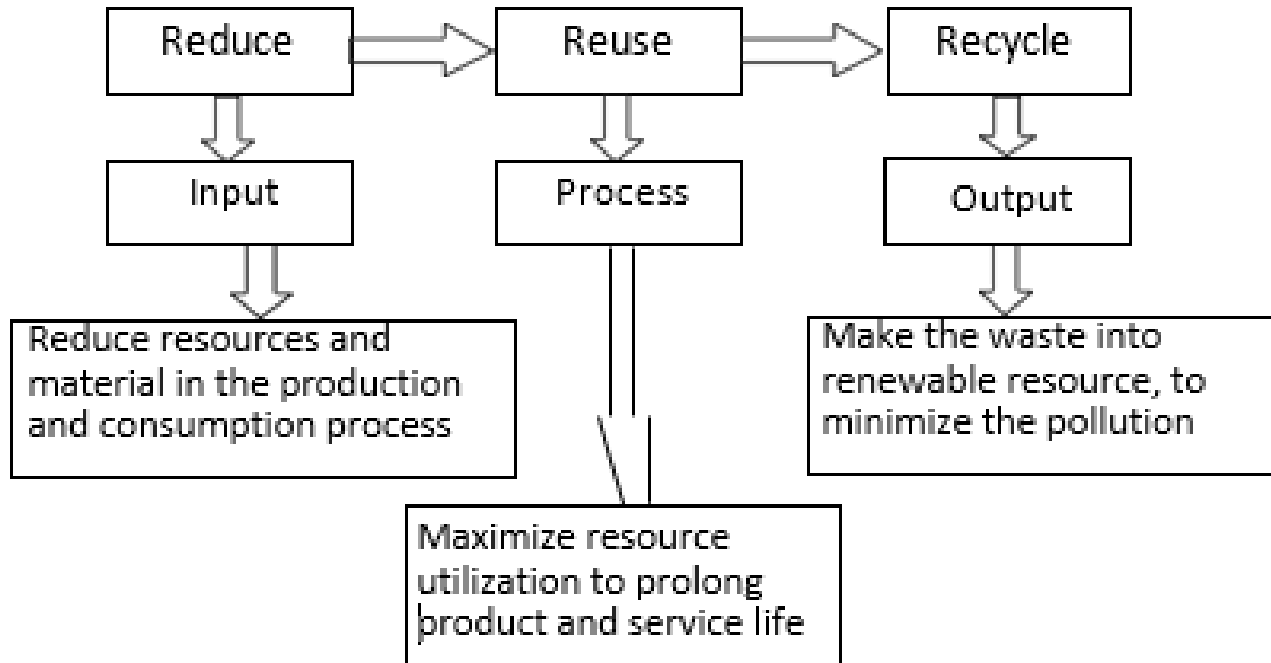 Reduce
Reuse
Recycle
Input
Process
Output
Reduce resources and
material in the production
and consumption process
Make the waste into
renewable resource, to
minimize the pollution
Maximize resource
utilization to prolong
product and service life